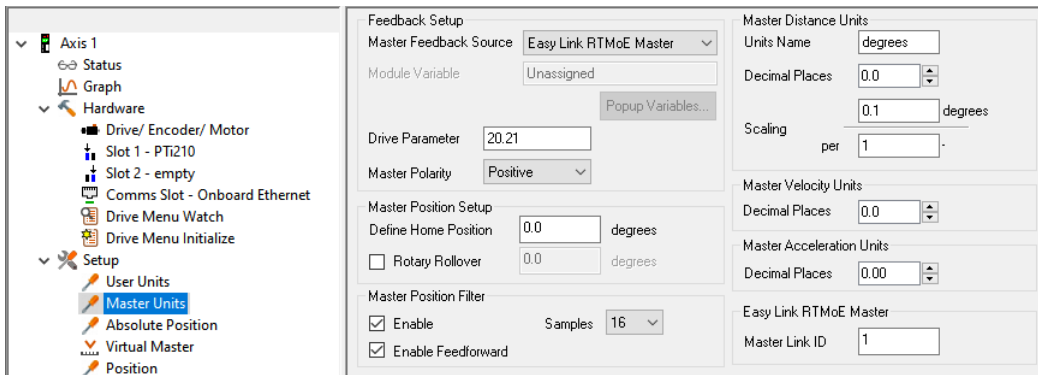 Axis 1
Status
Graph
Hardware
Drive/ Encoder/ Motor
Slot 1 - PTi210
Slot 2 - empty
Comms Slot - Onboard Ethernet
Drive Menu Watch
Drive Menu Initialize
Setup
User Units
Master Units
Absolute Position
Virtual Master
Position
Feedback Setup
Master Feedback Source Easy Link RTMoE Master
Module Variable Unassigned
Popup Variables...
Drive Parameter 20.21
Master Polarity Positive
Master Position Setup
Define Home Position 0.0 degrees
Rotary Rollover 0.0 degrees
Master Position Filter
Enable Samples 16
Enable Feedforward
Master Distance Units
Units Name degrees
Decimal Places 0.0
0.1 degrees
Scaling
per 1 -
Master Velocity Units
Decimal Places 0.0
Master Acceleration Units
Decimal Places 0.00
Easy Link RTMoE Master
Master Link ID 1